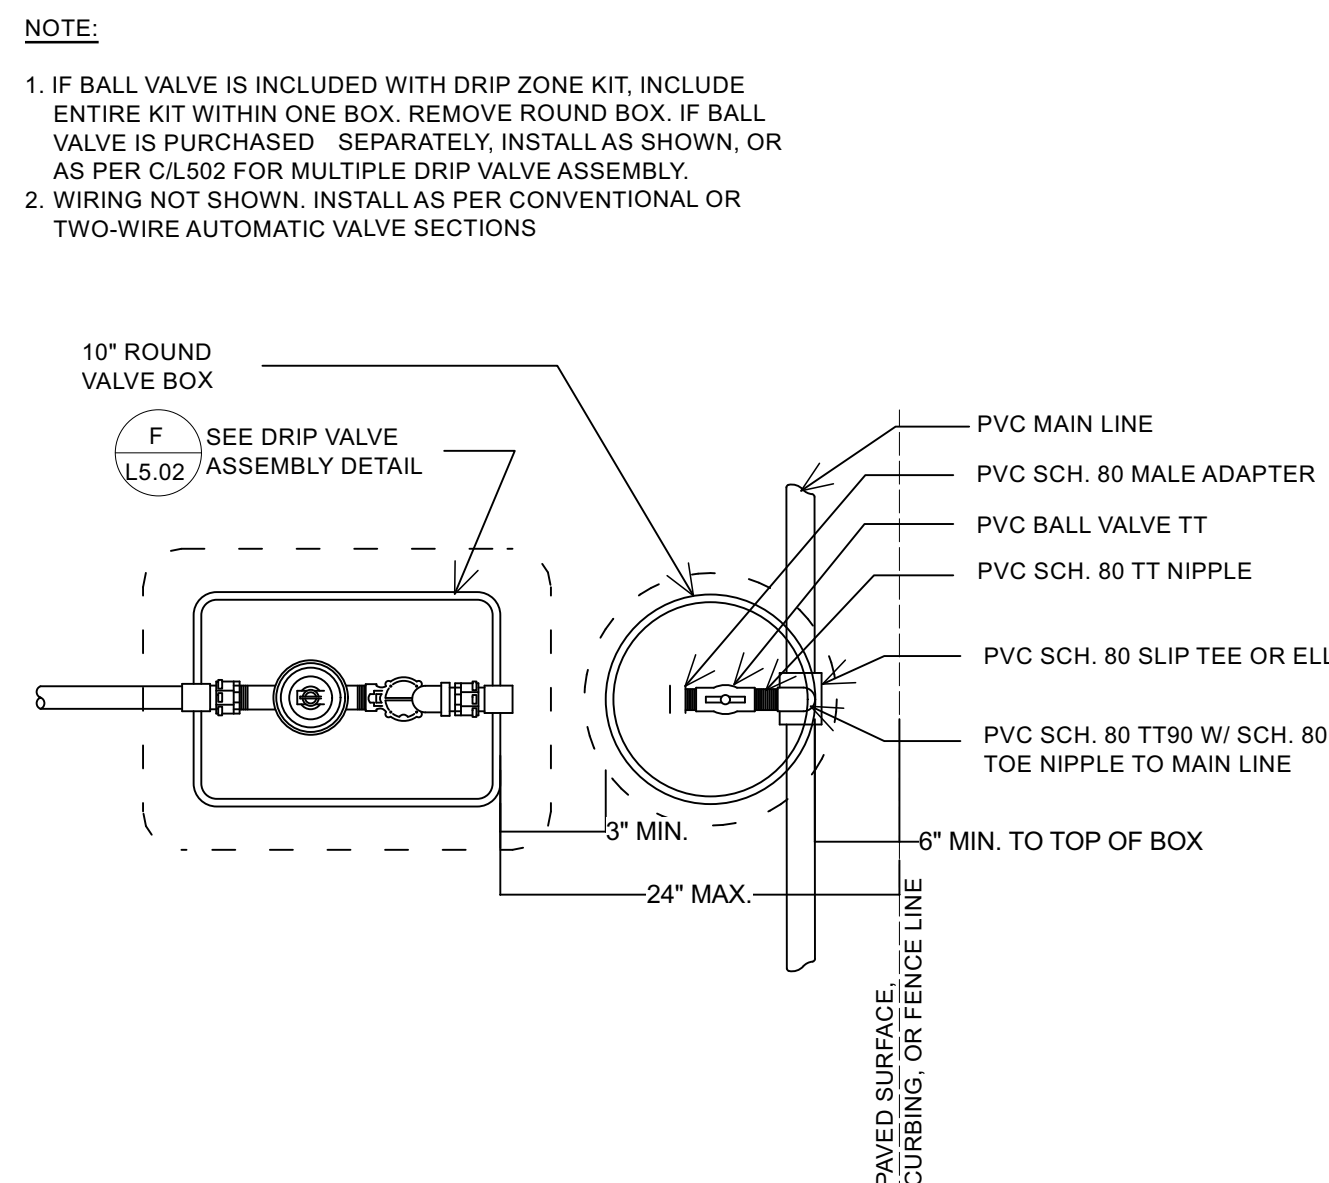 NOTE:
1. IF BALL VALVE IS INCLUDED WITH DRIP ZONE KIT, INCLUDE
ENTIRE KIT WITHIN ONE BOX. REMOVE ROUND BOX. IF BALL
VALVE IS PURCHASED SEPARATELY, INSTALL AS SHOWN, OR
AS PER C/L502 FOR MULTIPLE DRIP VALVE ASSEMBLY.
2. WIRING NOT SHOWN. INSTALL AS PER CONVENTIONAL OR
TWO-WIRE AUTOMATIC VALVE SECTIONS
10" ROUND
VALVE BOX
F
L5.02
SEE DRIP VALVE
ASSEMBLY DETAIL
PVC MAIN LINE
PVC SCH. 80 MALE ADAPTER
PVC BALL VALVE TT
PVC SCH. 80 TT NIPPLE
PVC SCH. 80 SLIP TEE OR ELL
PVC SCH. 80 TT90 W/ SCH. 80
TOE NIPPLE TO MAIN LINE
3" MIN.
6" MIN. TO TOP OF BOX
24" MAX.
PAVED SURFACE,
CURBING, OR FENCE LINE